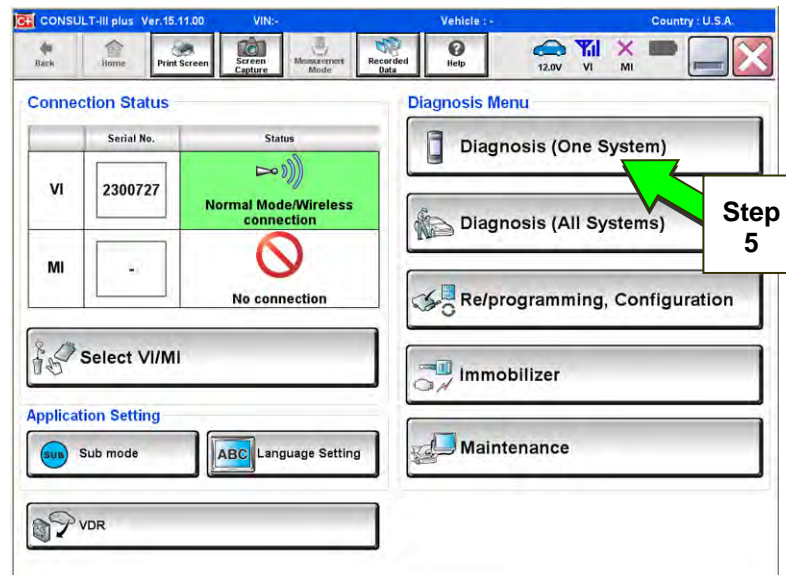 C+ CONSULT-III plus Ver.15.11.00 VIN:- Vehicle : - Country : U.S.A.
Back
Home
Print Screen
Screen
Capture
Measurement
Mode
Recorded
Data
Help
12.0V
VI
MI
Connection Status
Serial No.
Status
VI
2300727
Normal Mode/Wireless
connection
MI
-
No connection
Select VI/MI
Application Setting
SUB
Sub mode
ABC
Language Setting
VDR
Diagnosis Menu
Diagnosis (One System)
Step
5
Diagnosis (All Systems)
Re/programming, Configuration
Immobilizer
Maintenance